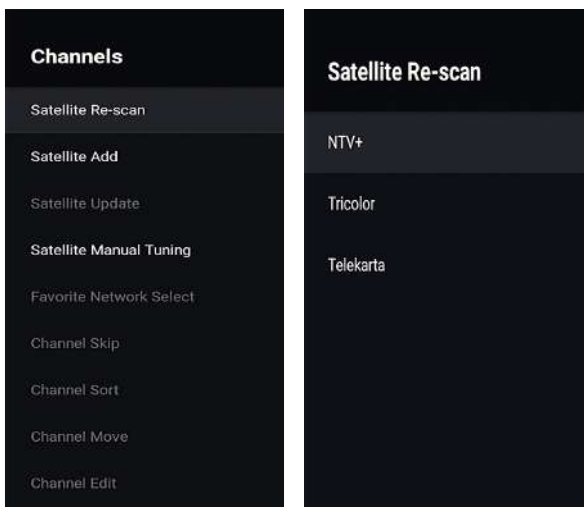 Channels
Satellite Re-scan
Satellite Add
Satellite Update
Satellite Manual Tuning
Favorite Network Select
Channel Skip
Channel Sort
Channel Move
Channel Edit
Satellite Re-scan
NTV+
Tricolor
Telekarta